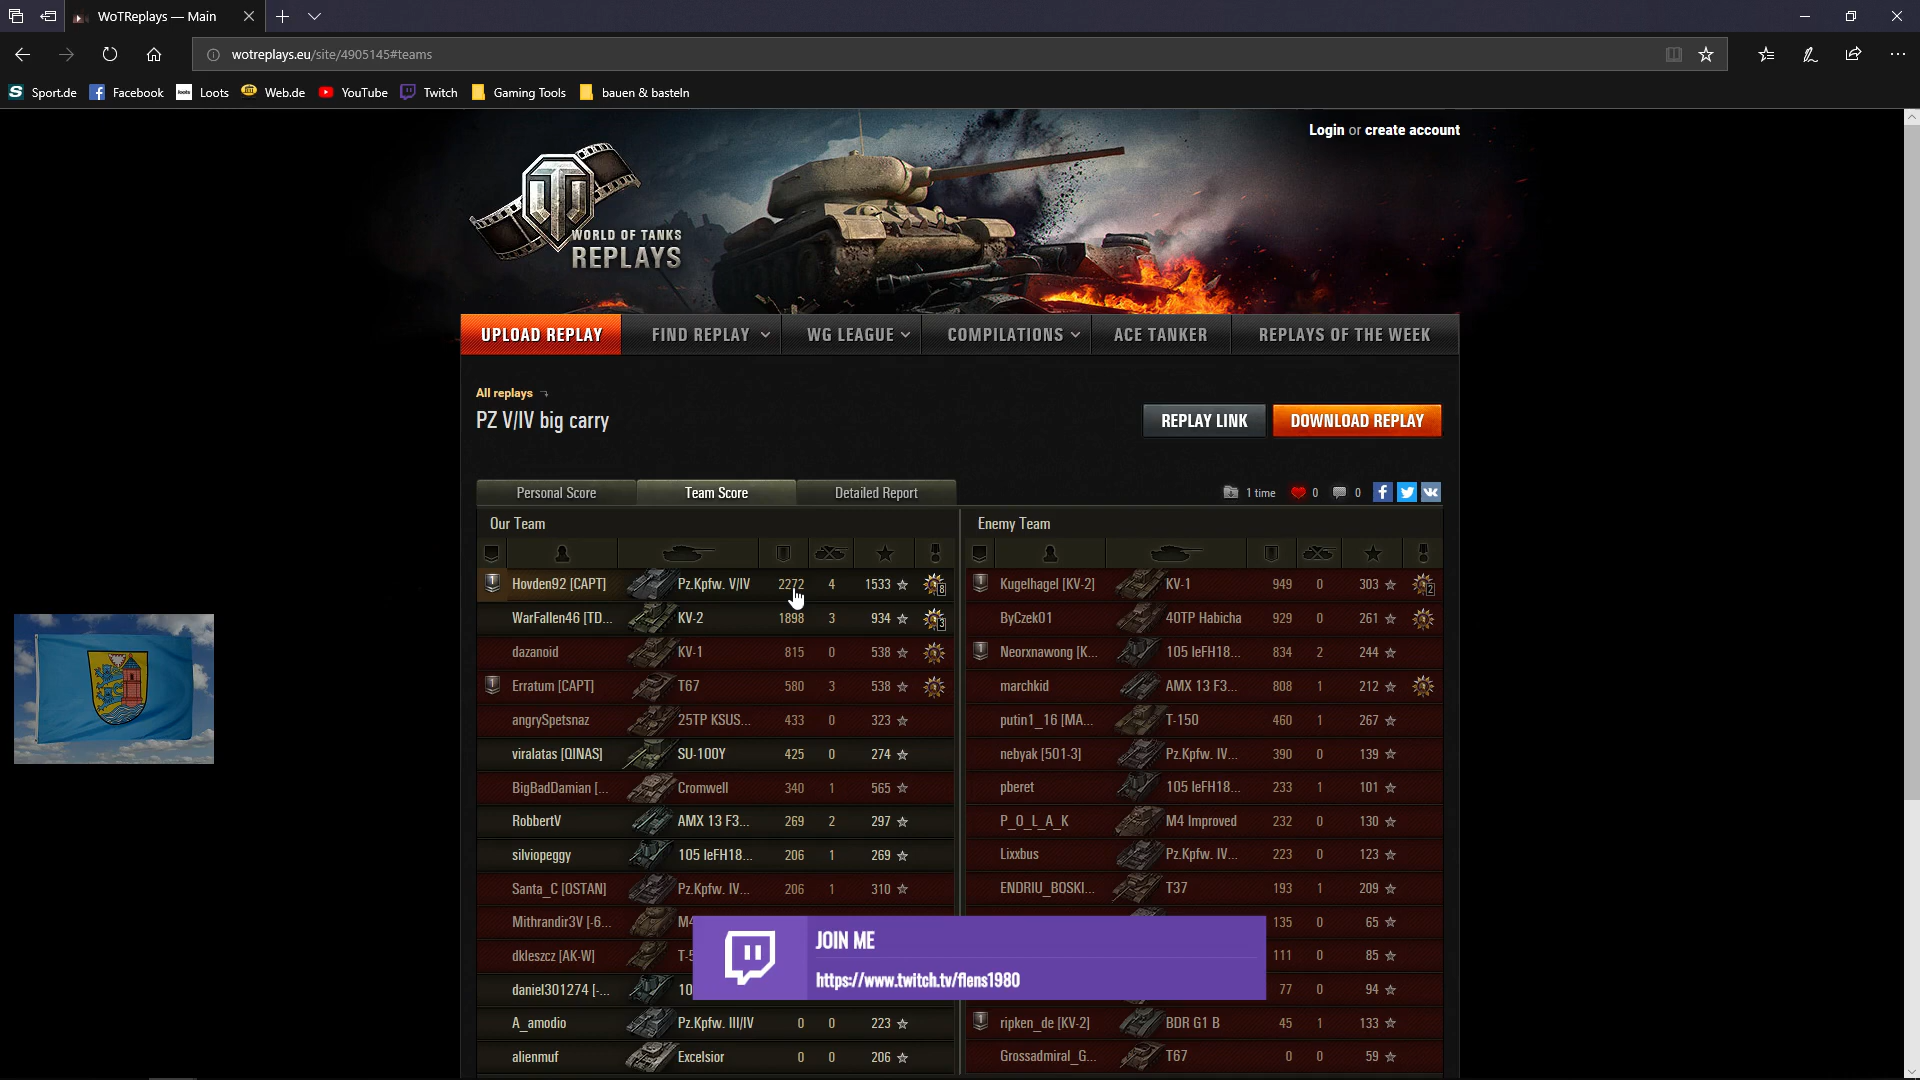 WoTReplays — Main
wotreplays.eu/site/4905145#teams
Sport.de Facebook Loots Web.de YouTube Twitch Gaming Tools bauen & basteln
Login or create account
WORLD OF TANKS
REPLAYS
UPLOAD REPLAY FIND REPLAY WG LEAGUE COMPILATIONS ACE TANKER REPLAYS OF THE WEEK
All replays
PZ V/IV big carry
REPLAY LINK DOWNLOAD REPLAY
Personal Score Team Score Detailed Report 1 time 0 0
Our Team Enemy Team
Hovden92 [CAPT] Pz.Kpfw. V/IV 2272 4 1533 8 Kugelhagel [KV-2] KV-1 949 0 303 2
WarFallen46 [TD... KV-2 1898 3 934 3 ByCzek01 40TP Habicha 929 0 261
dazanoid KV-1 815 0 538 Neorxnawong [K... 105 leFH18... 834 2 244
Erratum [CAPT] T67 580 3 538 marchkid AMX 13 F3... 808 1 212
angrySpetsnaz 25TP KSUS... 433 0 323 putin1_16 [MA... T-150 460 1 267
viralatas [QINAS] SU-100Y 425 0 274 nebyak [501-3] Pz.Kpfw. IV... 390 0 139
BigBadDamian [... Cromwell 340 1 565 pberet 105 leFH18... 233 1 101
RobbertV AMX 13 F3... 269 2 297 P_O_L_A_K M4 Improved 232 0 130
silviopeggy 105 leFH18... 206 1 269 Lixxbus Pz.Kpfw. IV... 223 0 123
Santa_C [OSTAN] Pz.Kpfw. IV... 206 1 310 ENDRIU_BOSKI... T37 193 1 209
Mithrandir3V [-6... M4 135 0 65
dkleszcz [AK-W] 111 0 85
daniel301274 [-... 10 77 0 94
A_amodio Pz.Kpfw. III/IV 0 0 223 ripken_de [KV-2] BDR G1 B 45 1 133
alienmuf Excelsior 0 0 206 Grossadmiral_G... T67 0 0 59
JOIN ME
https://www.twitch.tv/flens1980